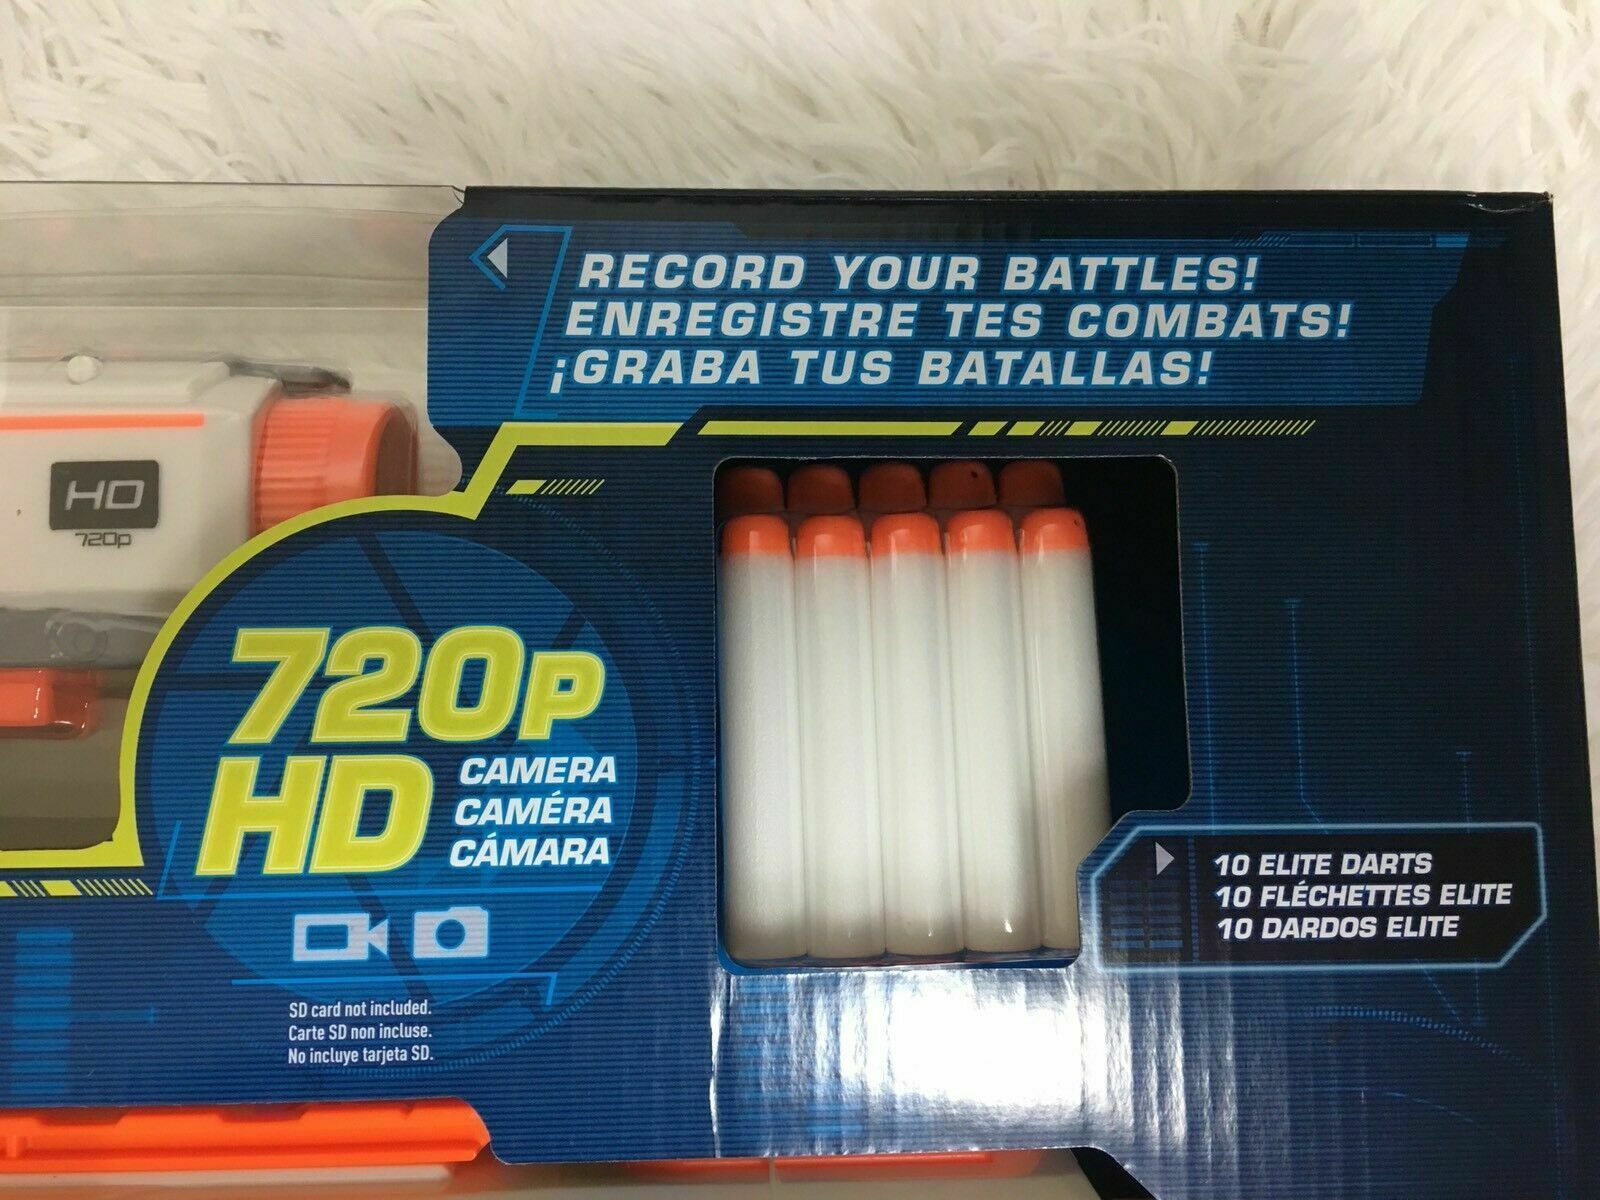 RECORD YOUR BATTLES!
ENREGISTRE TES COMBATS!
¡GRABA TUS BATALLAS!
HD
720p
720P
HD
CAMERA
CAMÉRA
CÁMARA
SD card not included.
Carte SD non incluse.
No incluye tarjeta SD.
10 ELITE DARTS
10 FLÉCHETTES ELITE
10 DARDOS ELITE